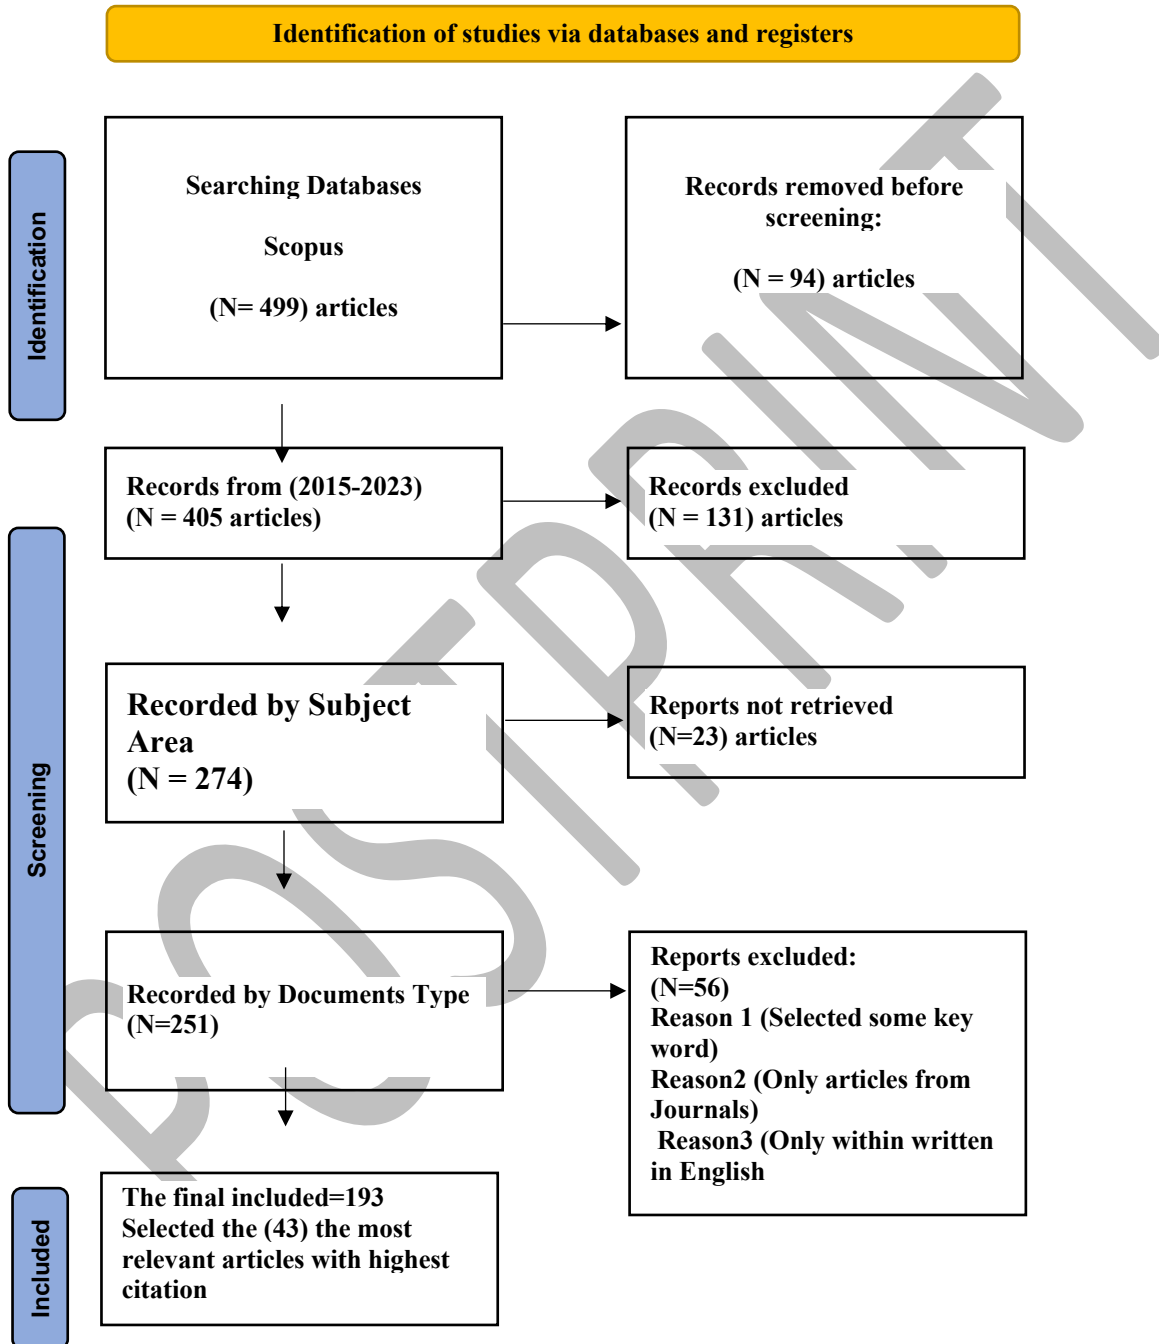 Identification of studies via databases and registers
Identification
Searching Databases
Scopus
(N= 499) articles
Records removed before
screening:
(N = 94) articles
Records from (2015-2023)
(N = 405 articles)
Records excluded
(N = 131) articles
Screening
Recorded by Subject
Area
(N = 274)
Reports not retrieved
(N=23) articles
Recorded by Documents Type
(N=251)
Reports excluded:
(N=56)
Reason 1 (Selected some key
word)
Reason2 (Only articles from
Journals)
Reason3 (Only within written
in English
Included
The final included=193
Selected the (43) the most
relevant articles with highest
citation
POSTPRINT